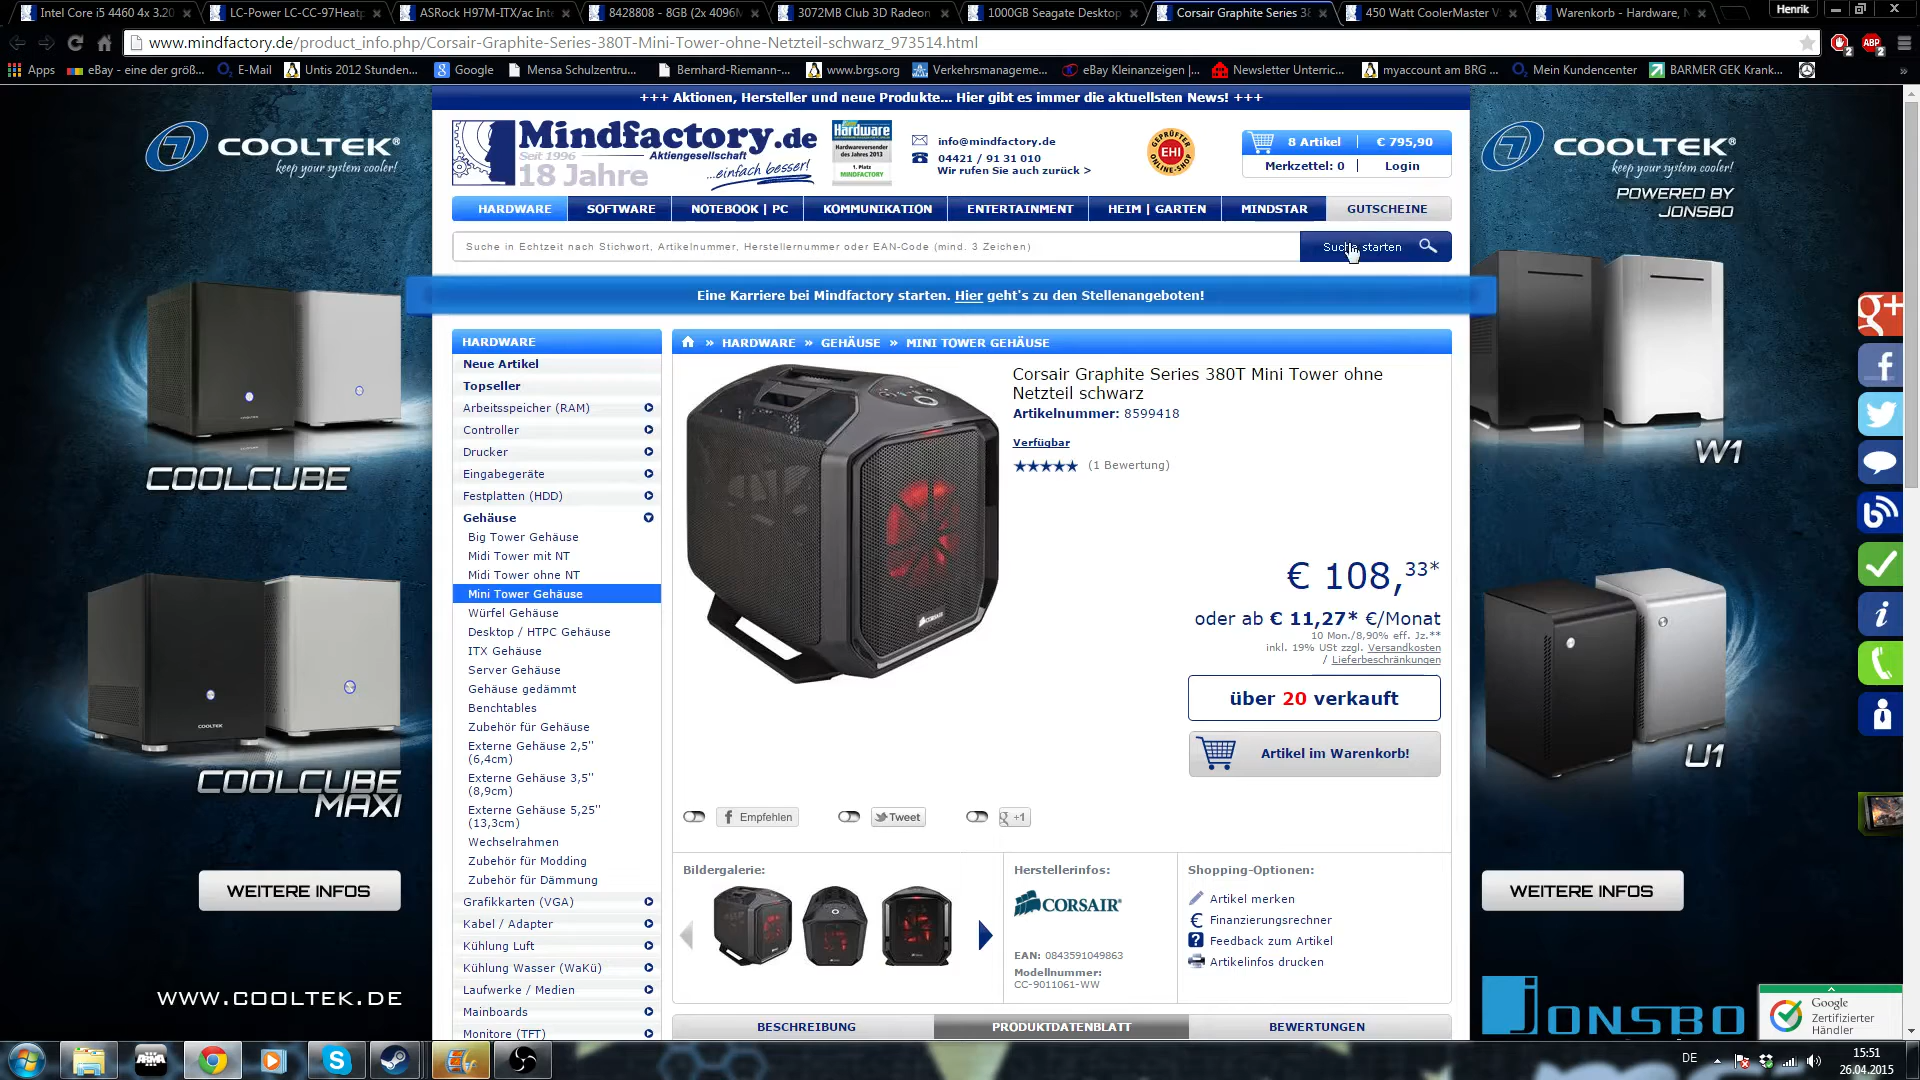 Intel Core i5 4460 4x 3.20
LC-Power LC-CC-97Heatp
ASRock H97M-ITX/ac Inte
8428808 - 8GB (2x 4096M
3072MB Club 3D Radeon
1000GB Seagate Desktop
Corsair Graphite Series 38
450 Watt CoolerMaster V
Warenkorb - Hardware, N
Henrik
www.mindfactory.de/product_info.php/Corsair-Graphite-Series-380T-Mini-Tower-ohne-Netzteil-schwarz_973514.html
2
ABP
2
Apps
eBay - eine der größ...
E-Mail
Untis 2012 Stunden...
Google
Mensa Schulzentru...
Bernhard-Riemann-...
www.brgs.org
Verkehrsmanageme...
eBay Kleinanzeigen |...
Newsletter Unterric...
myaccount am BRG ...
Mein Kundencenter
BARMER GEK Krank...
»
+++ Aktionen, Hersteller und neue Produkte... Hier gibt es immer die aktuellsten News! +++
COOLTEK
keep your system cooler!
Mindfactory.de
Seit 1996
Aktiengesellschaft
18 Jahre
...einfach besser!
Hardware
Hardwareversender
des Jahres 2013
1. Platz
MINDFACTORY
info@mindfactory.de
04421 / 91 31 010
Wir rufen Sie auch zurück >
GEPRÜFTER
EHI
ONLINE-SHOP
8 Artikel
€ 795,90
Merkzettel: 0
Login
COOLTEK
keep your system cooler!
POWERED BY
JONSBO
HARDWARE
SOFTWARE
NOTEBOOK | PC
KOMMUNIKATION
ENTERTAINMENT
HEIM | GARTEN
MINDSTAR
GUTSCHEINE
Suche in Echtzeit nach Stichwort, Artikelnummer, Herstellernummer oder EAN-Code (mind. 3 Zeichen)
Suche starten
Eine Karriere bei Mindfactory starten. Hier geht's zu den Stellenangeboten!
HARDWARE
Neue Artikel
Topseller
Arbeitsspeicher (RAM)
Controller
Drucker
Eingabegeräte
Festplatten (HDD)
Gehäuse
Big Tower Gehäuse
Midi Tower mit NT
Midi Tower ohne NT
Mini Tower Gehäuse
Würfel Gehäuse
Desktop / HTPC Gehäuse
ITX Gehäuse
Server Gehäuse
Gehäuse gedämmt
Benchtables
Zubehör für Gehäuse
Externe Gehäuse 2,5''
(6,4cm)
Externe Gehäuse 3,5''
(8,9cm)
Externe Gehäuse 5,25''
(13,3cm)
Wechselrahmen
Zubehör für Modding
Zubehör für Dämmung
Grafikkarten (VGA)
Kabel / Adapter
Kühlung Luft
Kühlung Wasser (WaKü)
Laufwerke / Medien
Mainboards
Monitore (TFT)
» HARDWARE » GEHÄUSE » MINI TOWER GEHÄUSE
Corsair Graphite Series 380T Mini Tower ohne
Netzteil schwarz
Artikelnummer: 8599418
Verfügbar
(1 Bewertung)
CORSAIR
€ 108,33*
oder ab € 11,27* €/Monat
10 Mon./8,90% eff. Jz.**
inkl. 19% USt zzgl. Versandkosten
/ Lieferbeschränkungen
über 20 verkauft
Artikel im Warenkorb!
Empfehlen
Tweet
+1
Bildergalerie:
Herstellerinfos:
CORSAIR
EAN: 0843591049863
Modellnummer:
CC-9011061-WW
Shopping-Optionen:
Artikel merken
Finanzierungsrechner
Feedback zum Artikel
Artikelinfos drucken
BESCHREIBUNG
PRODUKTDATENBLATT
BEWERTUNGEN
COOLCUBE
COOLTEK
COOLCUBE
MAXI
WEITERE INFOS
WWW.COOLTEK.DE
W1
U1
WEITERE INFOS
JONSBO
g+
Google
Zertifizierter
Händler
ARMA
DE
15:51
26.04.2015